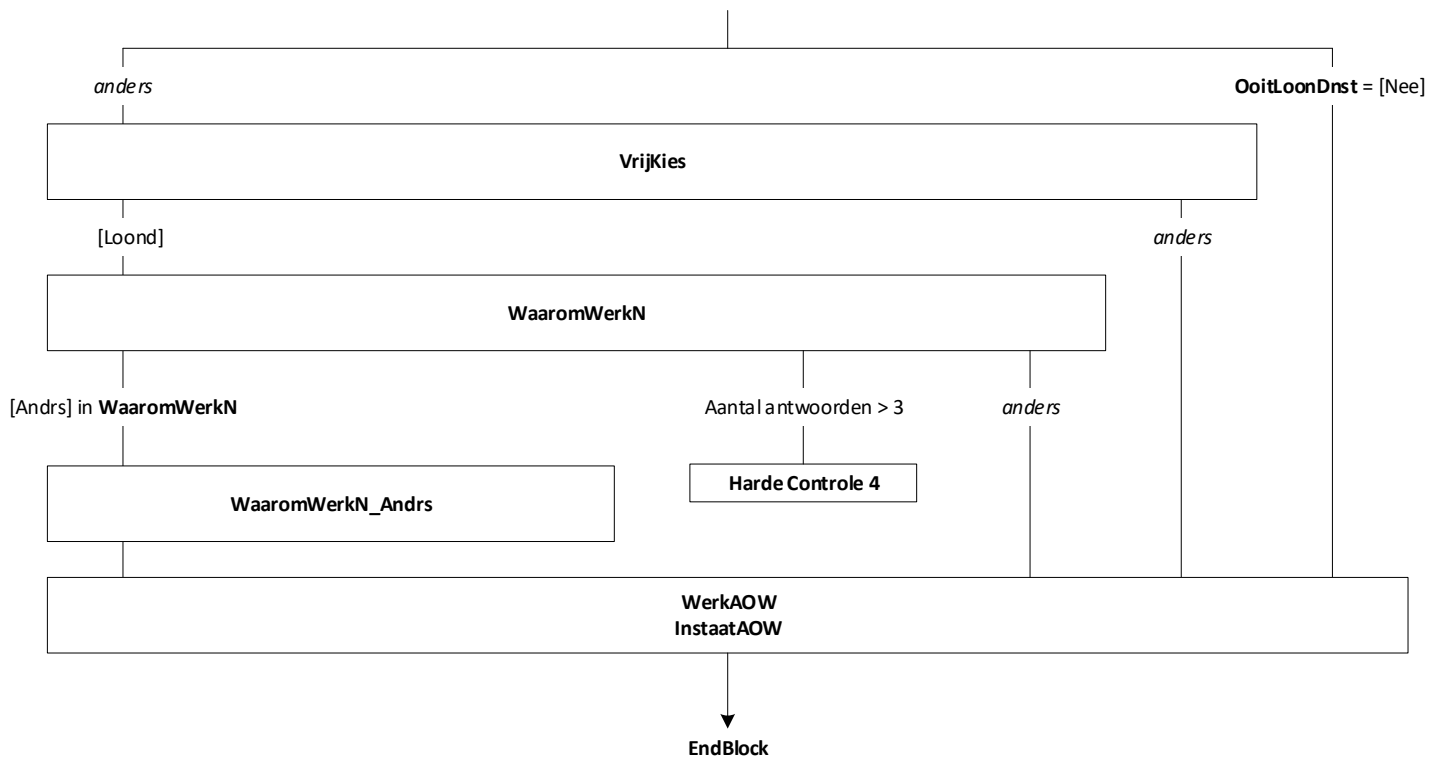 anders
OoitLoonDnst = [Nee]
VrijKies
[Loond]
anders
WaaromWerkN
[Andrs] in WaaromWerkN
Aantal antwoorden > 3
anders
Harde Controle 4
WaaromWerkN_Andrs
WerkAOW
InstaatAOW
EndBlock